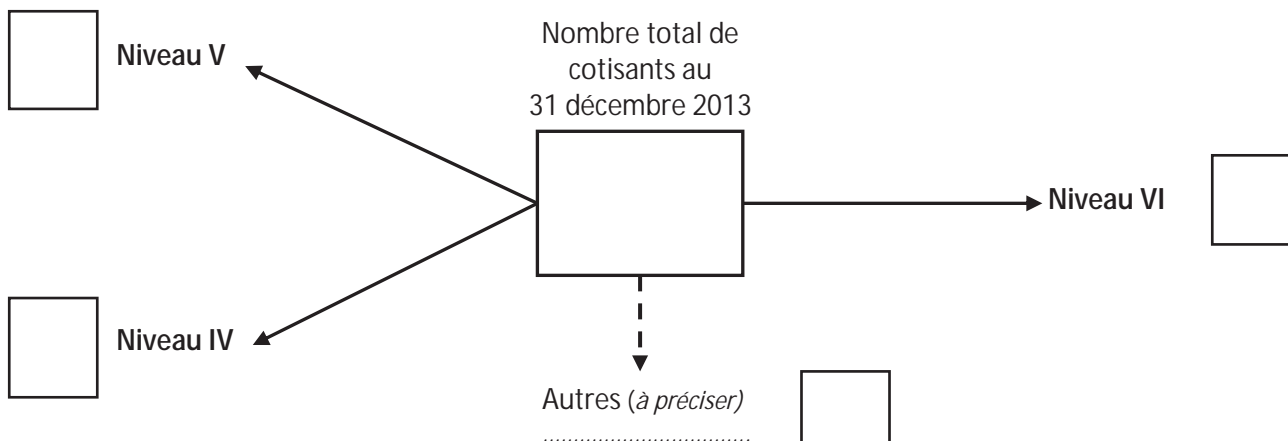 Nombre total de
cotisants au
31 décembre 2013
Niveau V
Niveau VI
Niveau IV
Autres (à préciser)
..................................